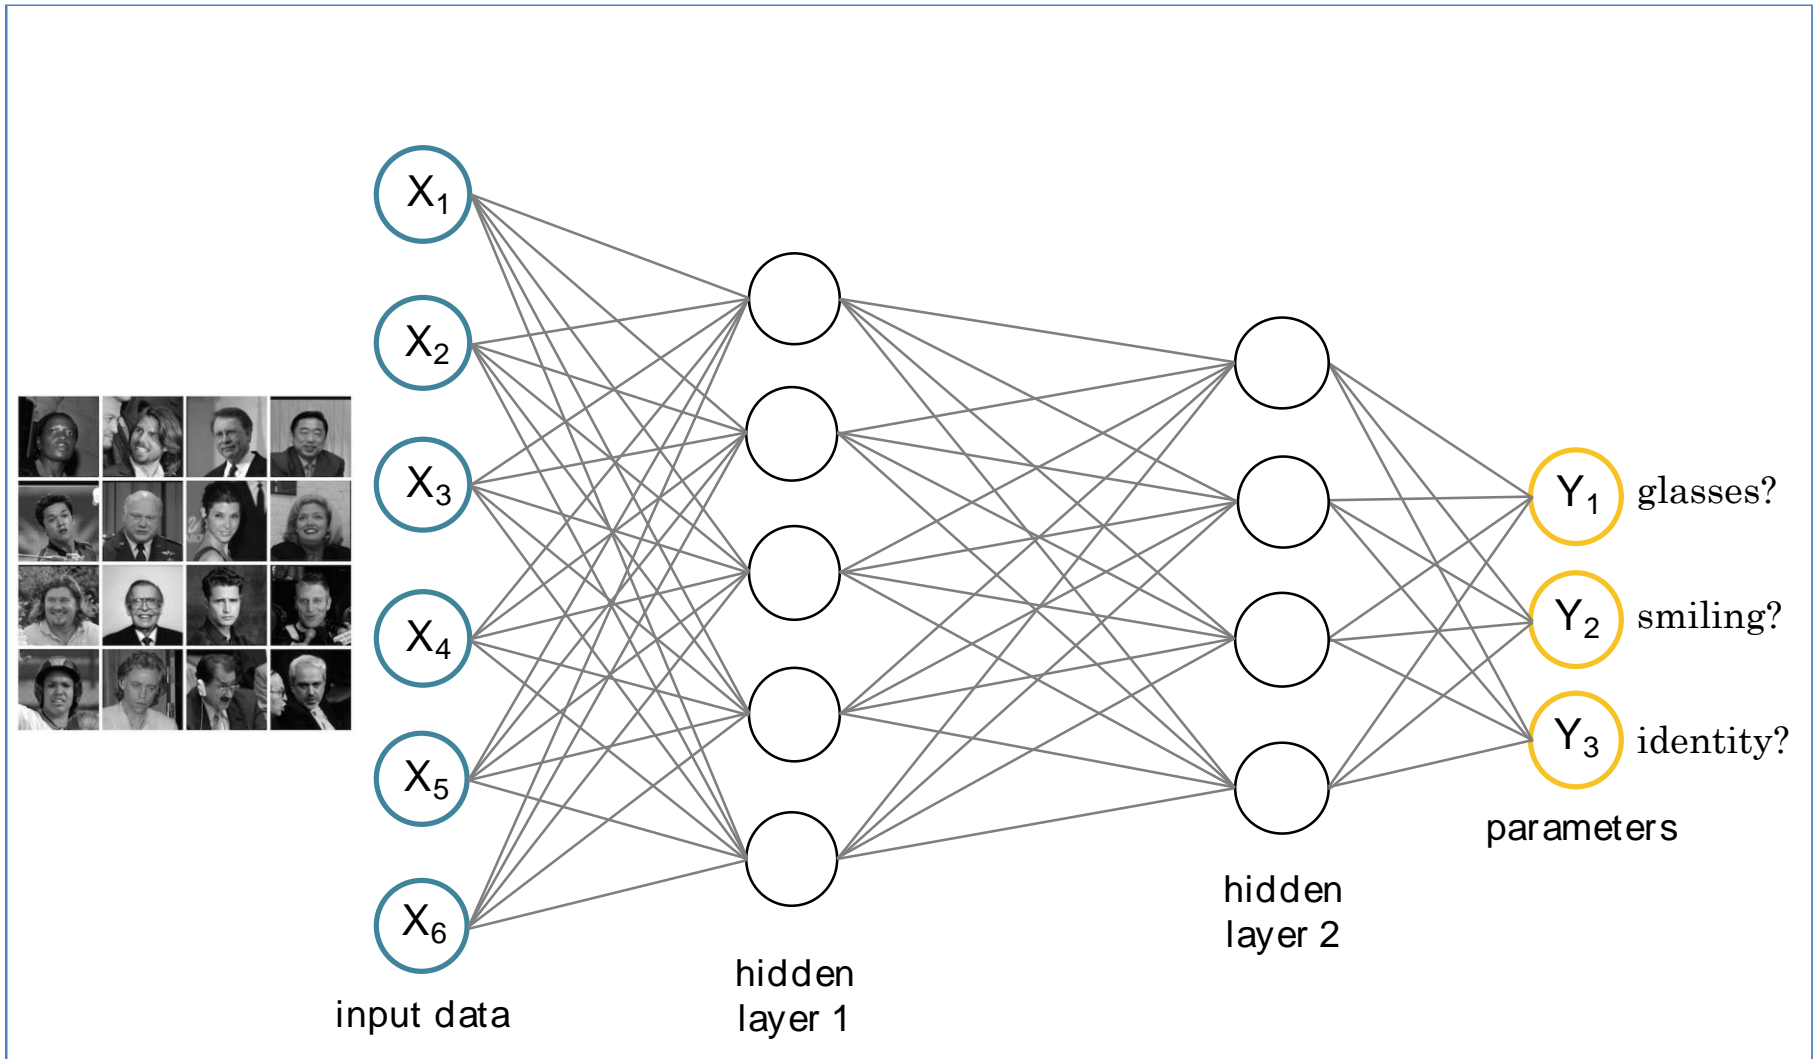 X1
X2
X3
X4
X5
X6
input data
hidden
layer 1
hidden
layer 2
Y1 glasses?
Y2 smiling?
Y3 identity?
parameters